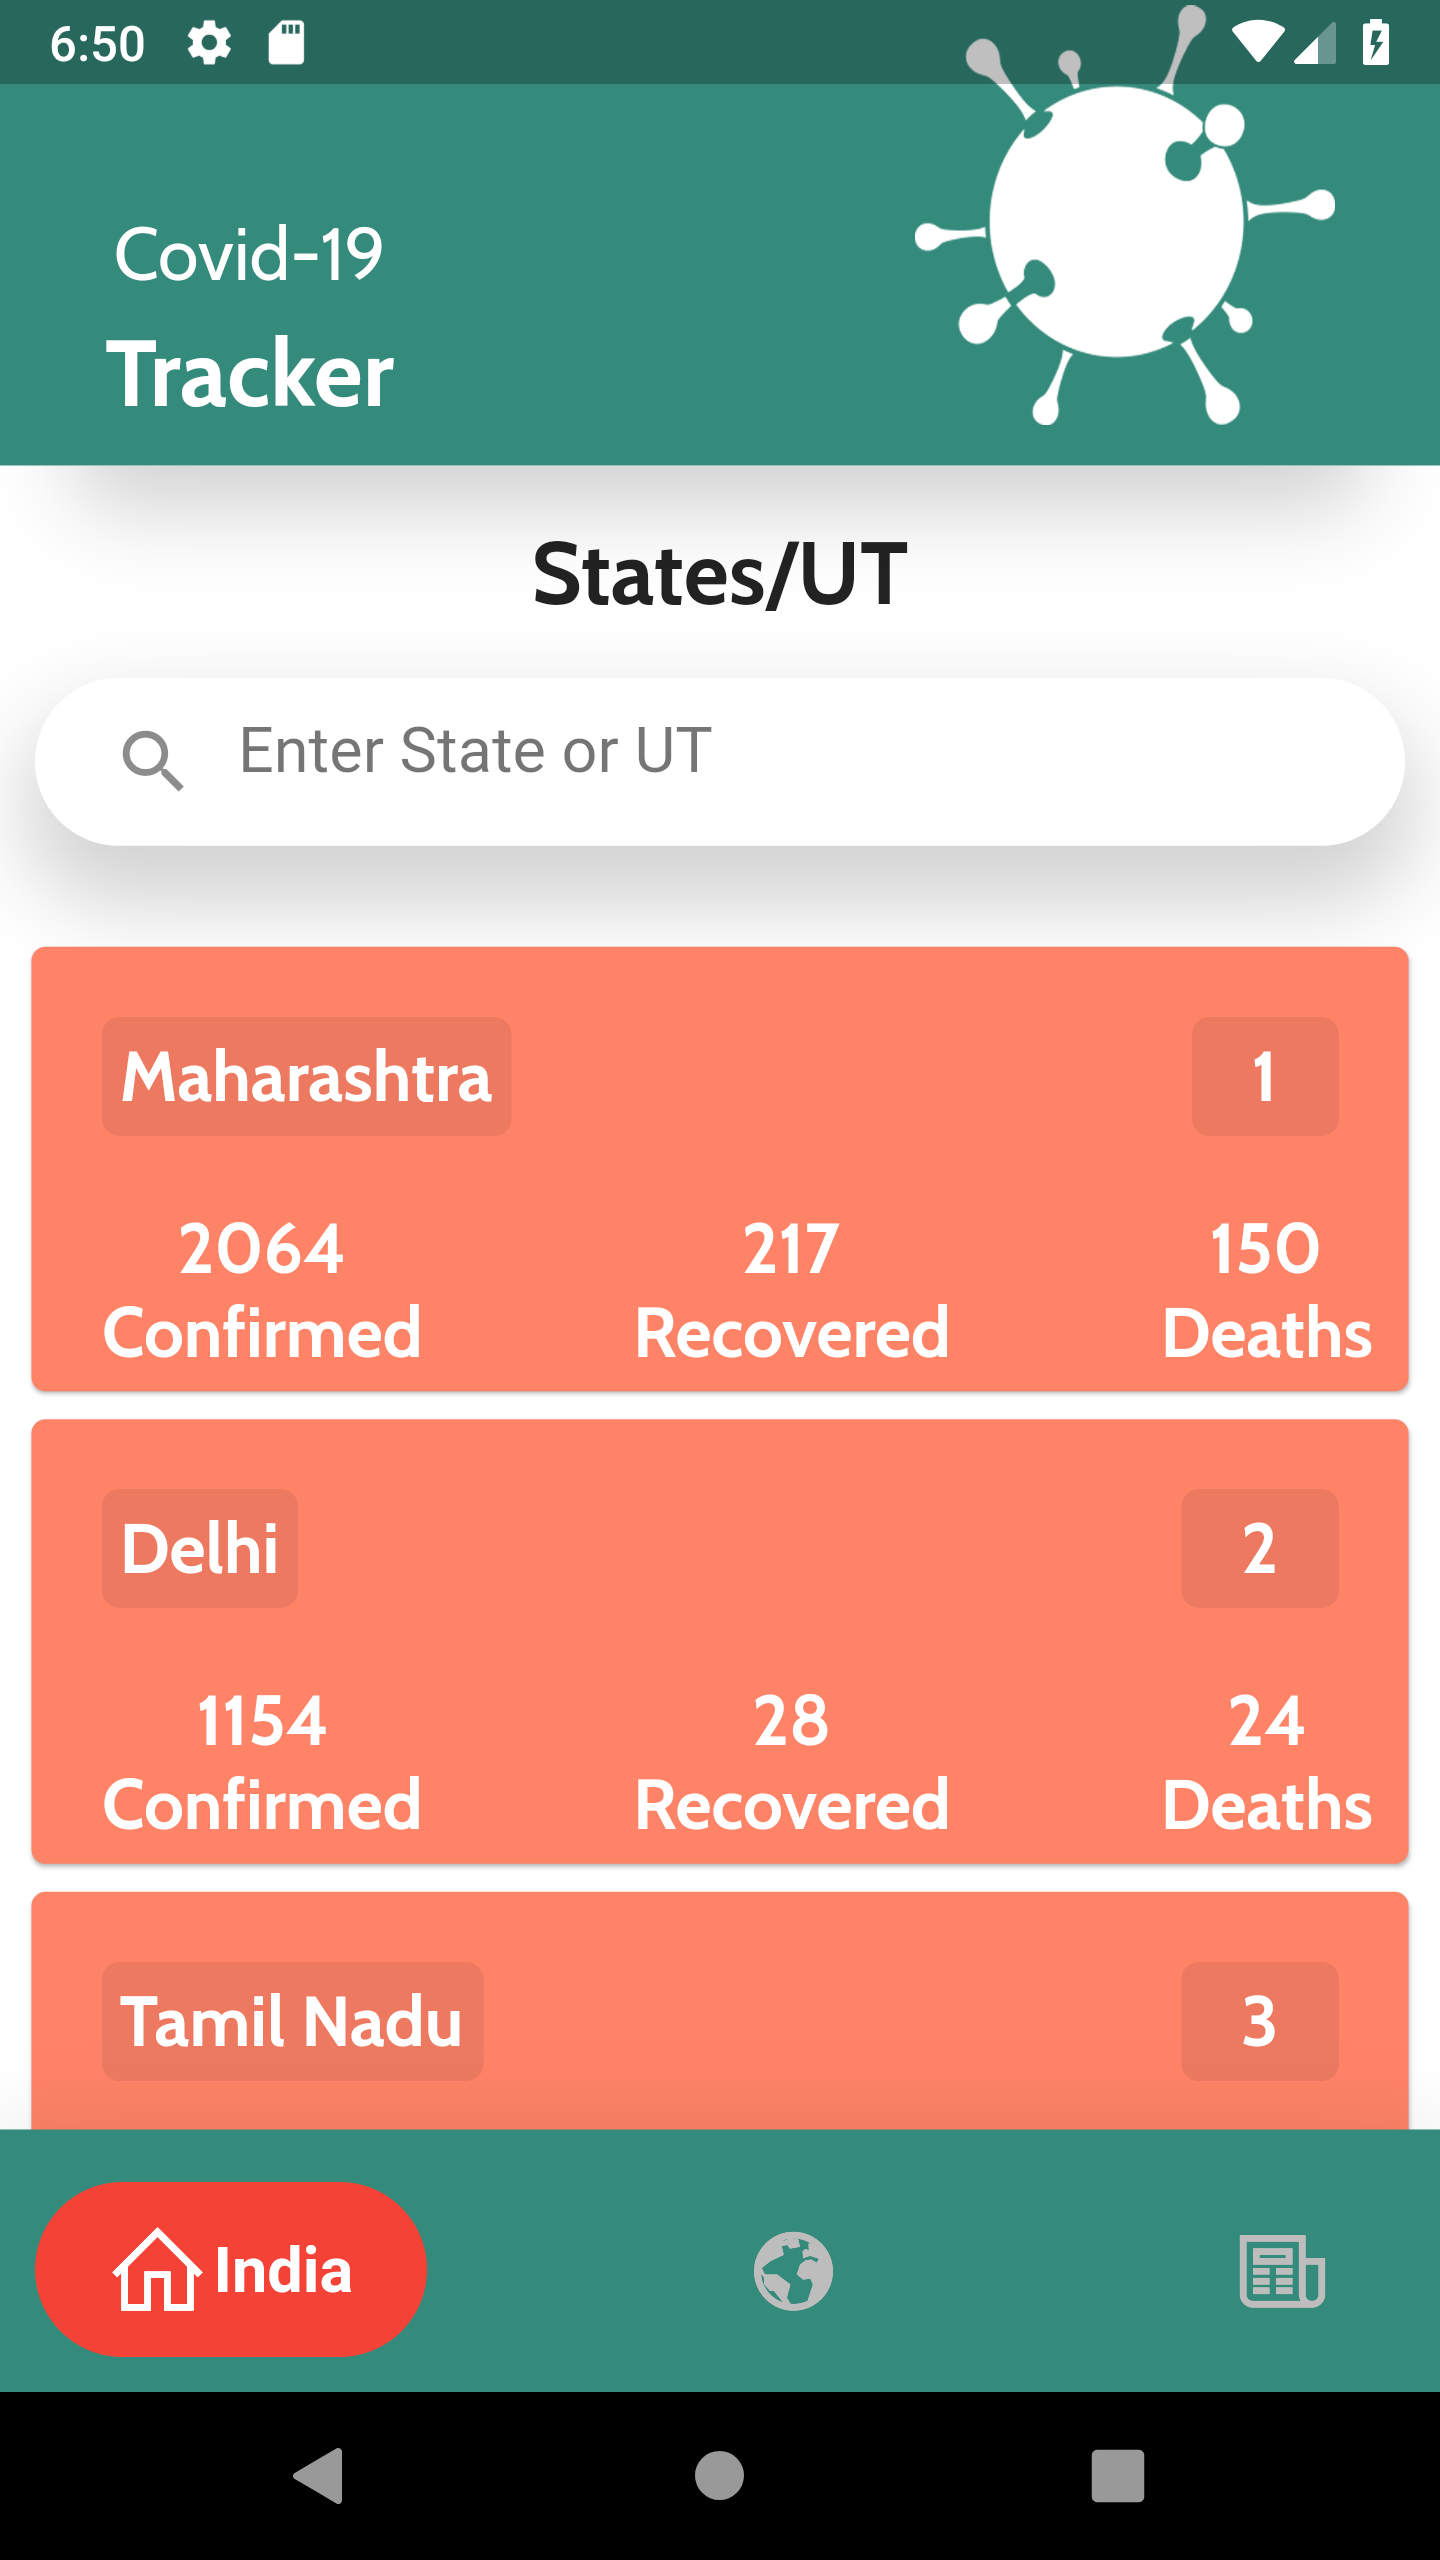 6:50
Covid-19
Tracker
States/UT
Enter State or UT
Maharashtra
1
2064
217
150
Confirmed
Recovered
Deaths
Delhi
2
1154
28
24
Confirmed
Recovered
Deaths
Tamil Nadu
3
India